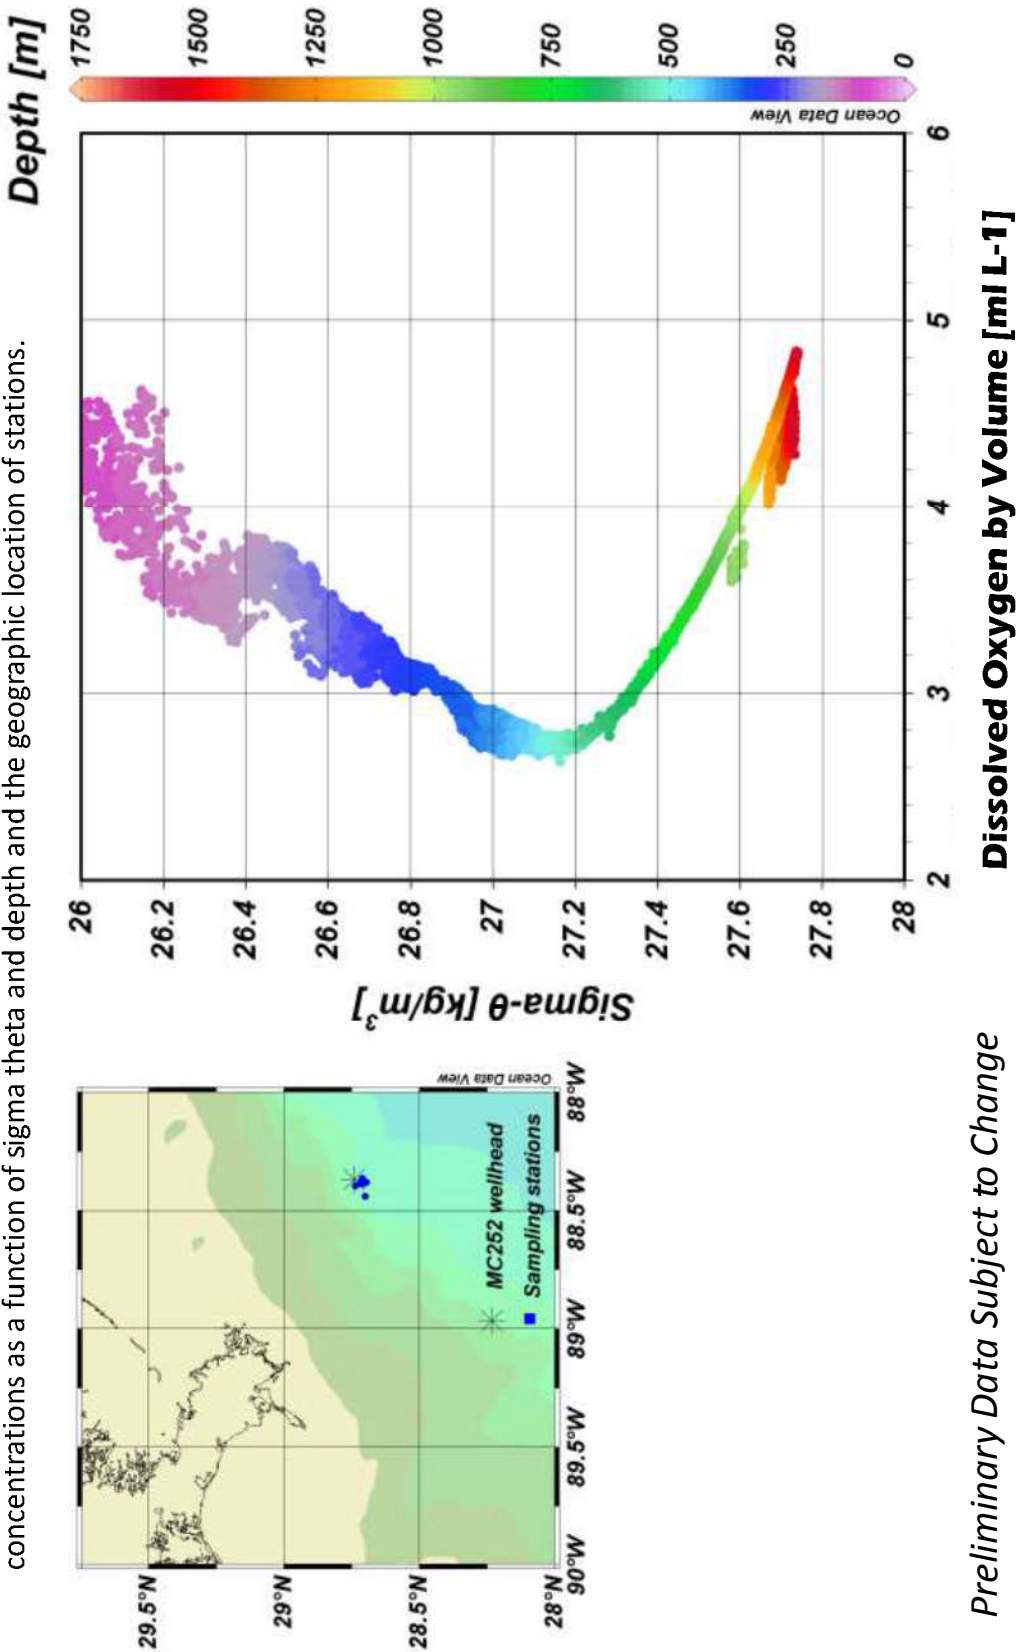 concentrations as a function of sigma theta and depth and the geographic location of stations.
29.5°N
29°N
28.5°N
28°N
90°W
89.5°W
89°W
88.5°W
88°W
MC252 wellhead
Sampling stations
Ocean Data View
Sigma-θ [kg/m³]
26
26.2
26.4
26.6
26.8
27
27.2
27.4
27.6
27.8
28
2
3
4
5
6
Dissolved Oxygen by Volume [ml L-1]
Ocean Data View
Depth [m]
1750
1500
1250
1000
750
500
250
0
Preliminary Data Subject to Change